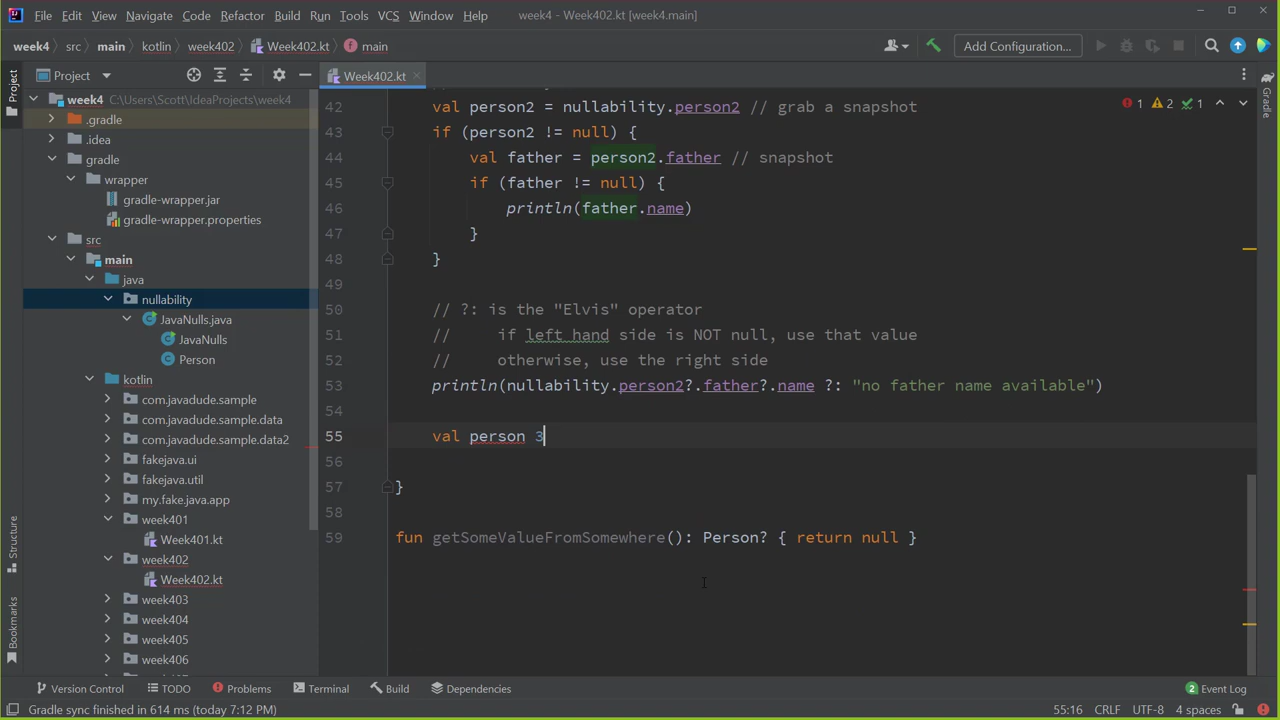 File Edit View Navigate Code Refactor Build Run Tools VCS Window Help week4 - Week402.kt [week4.main]
week4 src main kotlin week402 Week402.kt main Add Configuration...
Project
Week402.kt
week4 C:\Users\Scott\IdeaProjects\week4
.gradle
.idea
gradle
wrapper
gradle-wrapper.jar
gradle-wrapper.properties
src
main
java
nullability
JavaNulls.java
JavaNulls
Person
kotlin
com.javadude.sample
com.javadude.sample.data
com.javadude.sample.data2
fakejava.ui
fakejava.util
my.fake.java.app
week401
Week401.kt
week402
Week402.kt
week403
week404
week405
week406
Project
Structure
Bookmarks
42 val person2 = nullability.person2 // grab a snapshot
43 if (person2 != null) {
44 val father = person2.father // snapshot
45 if (father != null) {
46 println(father.name)
47 }
48 }
49
50 // ?: is the "Elvis" operator
51 // if left hand side is NOT null, use that value
52 // otherwise, use the right side
53 println(nullability.person2?.father?.name ?: "no father name available")
54
55 val person 3
56
57 }
58
59 fun getSomeValueFromSomewhere(): Person? { return null }
1 2 1
Gradle
Version Control TODO Problems Terminal Build Dependencies 2 Event Log
Gradle sync finished in 614 ms (today 7:12 PM) 55:16 CRLF UTF-8 4 spaces